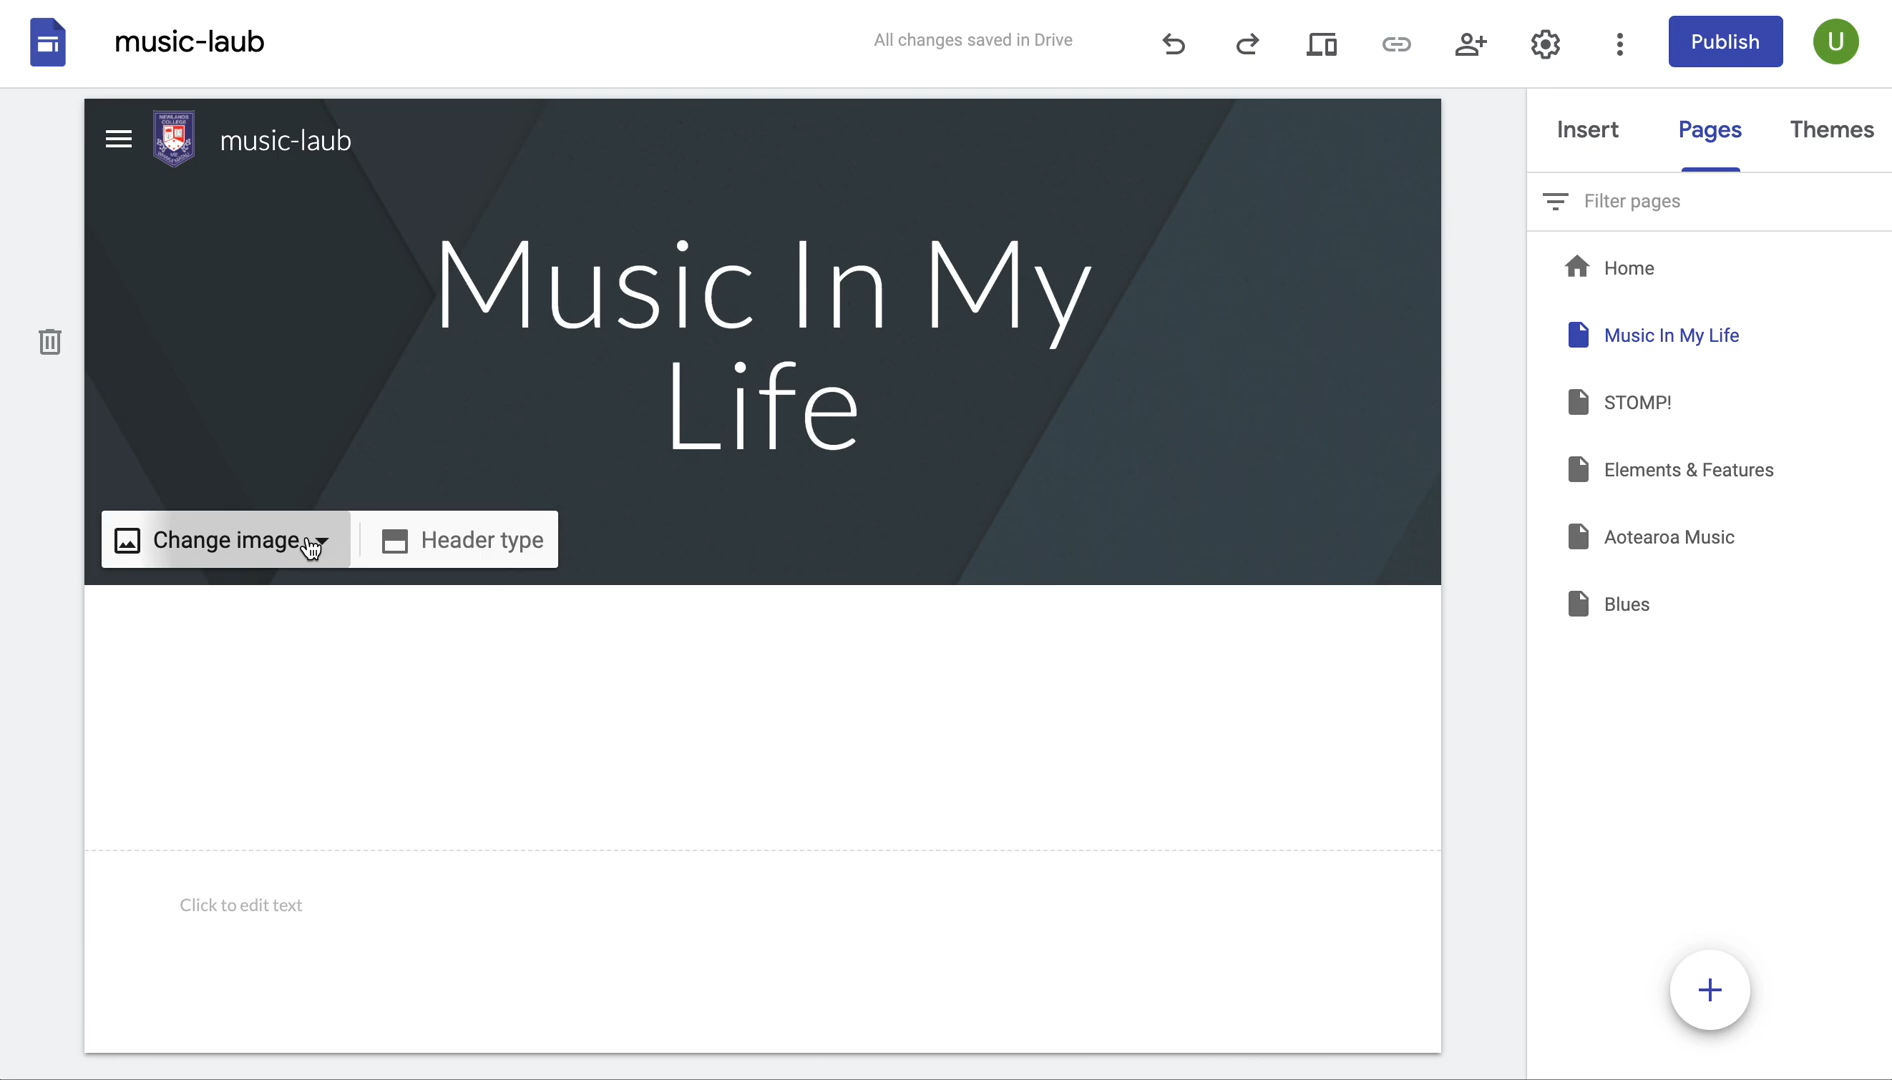 music-laub
All changes saved in Drive
Publish
U
music-laub
NEWLANDS
COLLEGE
Music In My
Life
Change image
Header type
Click to edit text
Insert
Pages
Themes
Filter pages
Home
Music In My Life
STOMP!
Elements & Features
Aotearoa Music
Blues